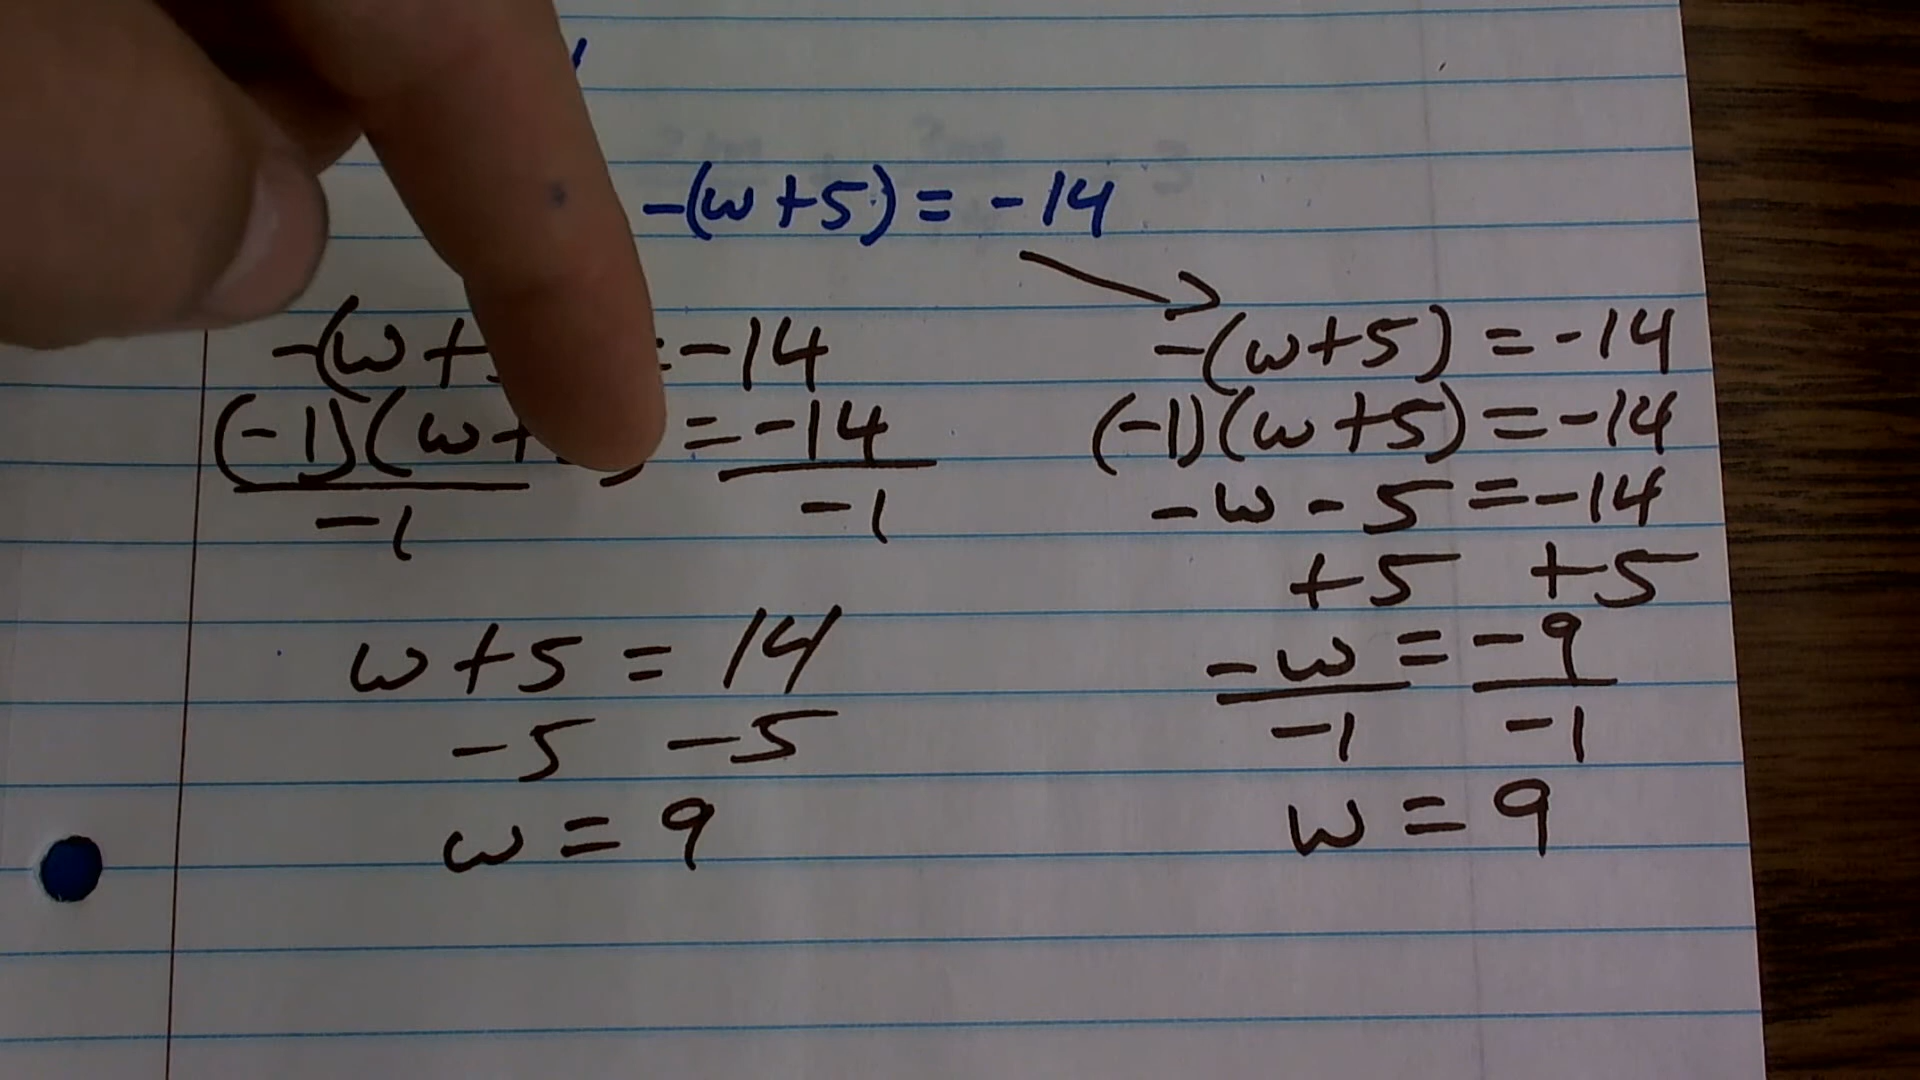 -(w+5) = -14
-(w+ = -14
(-1)(w+ ) = -14
-1 -1
w+5 = 14
-5 -5
w = 9
-(w+5) = -14
(-1)(w+5) = -14
-w - 5 = -14
+5 +5
-w = -9
-1 -1
w = 9